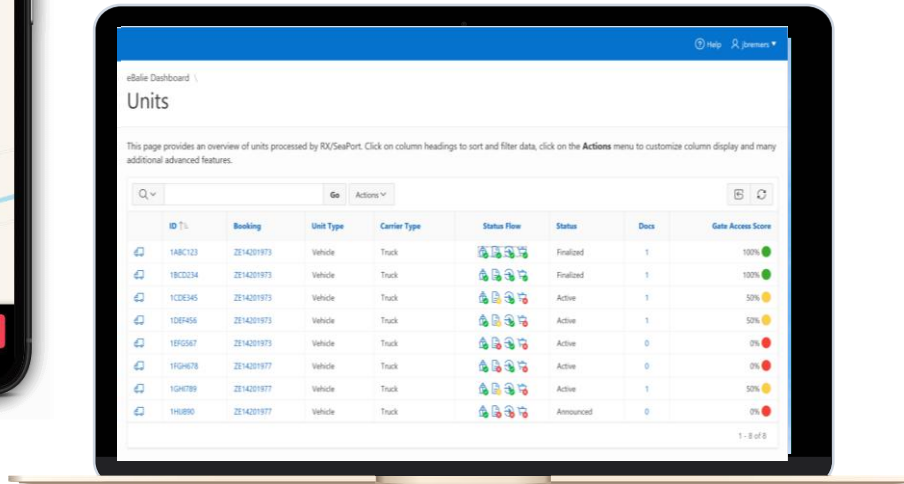 Help jbremers
eBalie Dashboard \
Units
This page provides an overview of units processed by RX/SeaPort. Click on column headings to sort and filter data, click on the Actions menu to customize column display and many
additional advanced features.
Go Actions
ID Booking Unit Type Carrier Type Status Flow Status Docs Gate Access Score
1ABC123 ZE14201973 Vehicle Truck Finalized 1 100%
1BCD234 ZE14201973 Vehicle Truck Finalized 1 100%
1CDE345 ZE14201973 Vehicle Truck Active 1 50%
1DEF456 ZE14201973 Vehicle Truck Active 1 50%
1EFG567 ZE14201973 Vehicle Truck Active 0 0%
1FGH678 ZE14201977 Vehicle Truck Active 0 0%
1GHI789 ZE14201977 Vehicle Truck Active 1 50%
1HIJ890 ZE14201977 Vehicle Truck Announced 0 0%
1 - 8 of 8